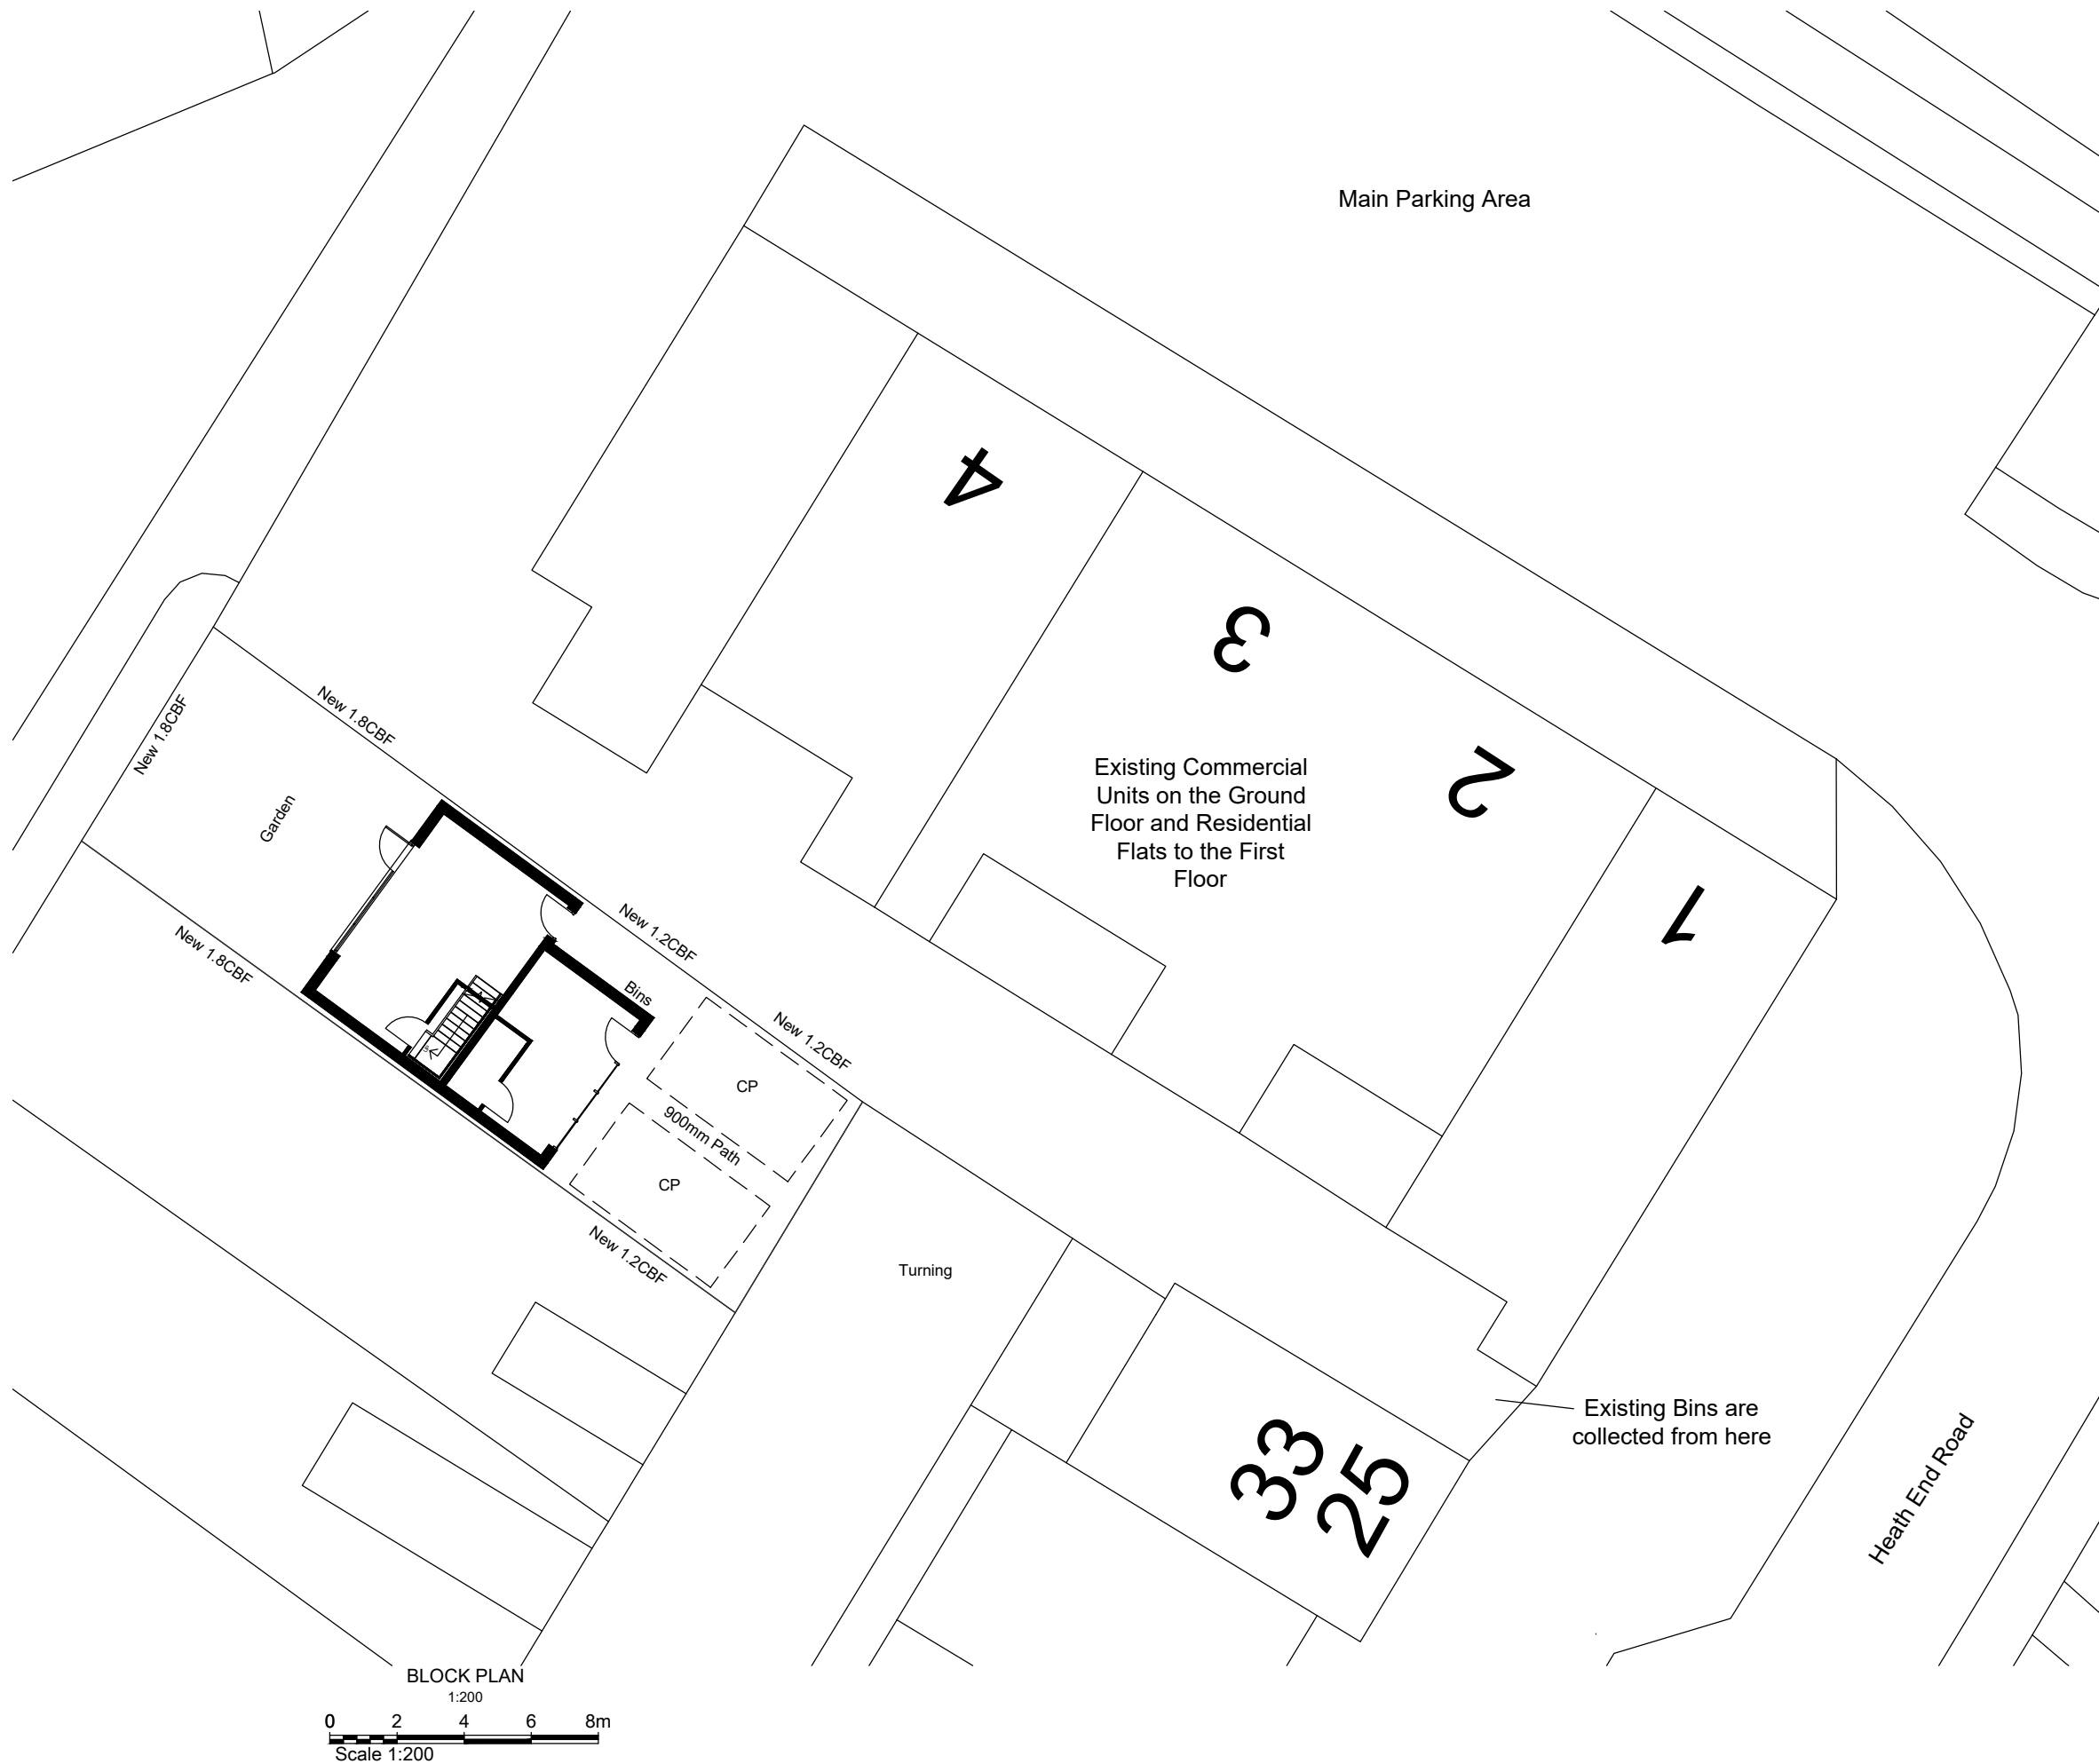 Main Parking Area
4
3
2
1
Existing Commercial
Units on the Ground
Floor and Residential
Flats to the First
Floor
New 1.8CBF
New 1.8CBF
Garden
New 1.8CBF
New 1.2CBF
Bins
New 1.2CBF
CP
900mm Path
CP
New 1.2CBF
Turning
33
25
Existing Bins are
collected from here
Heath End Road
BLOCK PLAN
1:200
0 2 4 6 8m
Scale 1:200